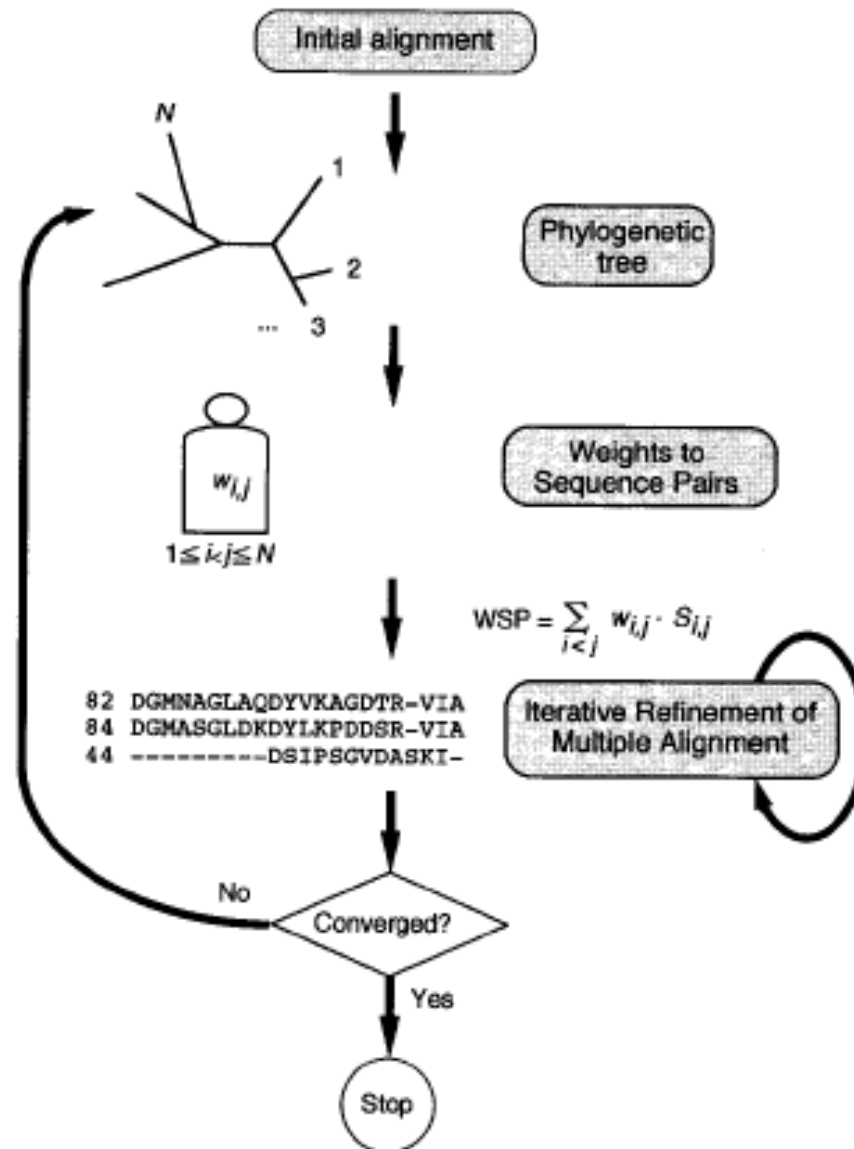 Initial alignment
N
1
Phylogenetic
tree
2
... 3
Weights to
Sequence Pairs
w_{i,j}
1≤i<j≤N
WSP = ∑_{i<j} w_{i,j} · S_{i,j}
82 DGMNAGLAQDYVKAGDTR-VIA
84 DGMASGLDKDYLKPDDSR-VIA
44 ---------DSIPSGVDASKI-
Iterative Refinement of
Multiple Alignment
No
Converged?
Yes
Stop